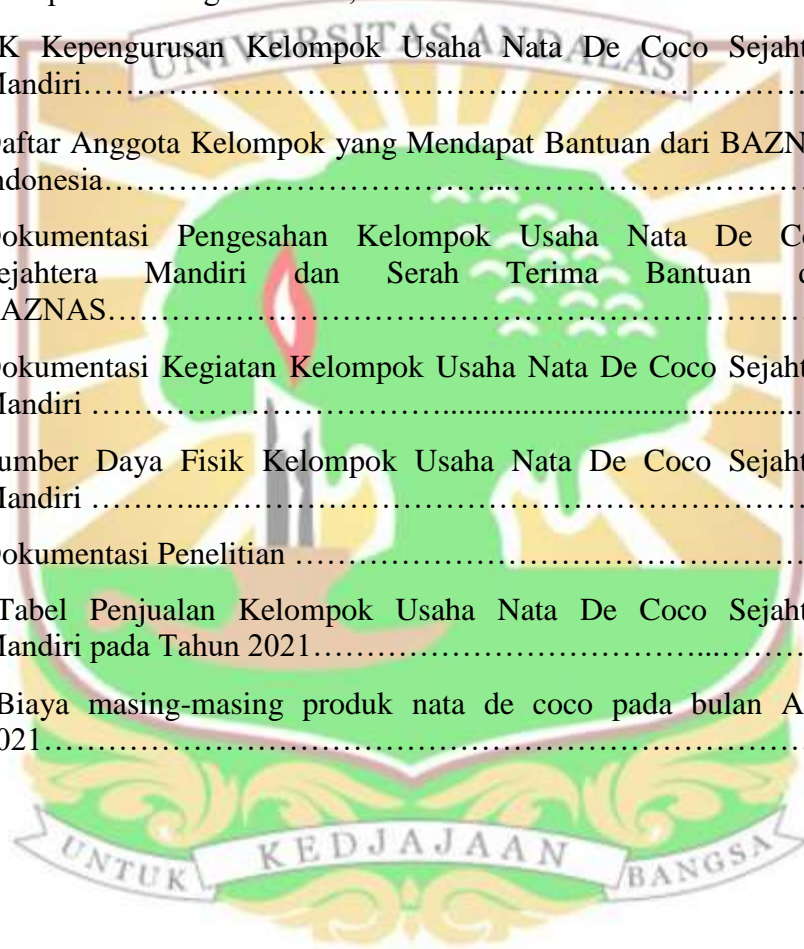 UNIVERSITAS ANDALAS
K Kepengurusan Kelompok Usaha Nata De Coco Sejaht
Mandiri……………………………………………………………
aftar Anggota Kelompok yang Mendapat Bantuan dari BAZN
ndonesia……………………………...……………………………
okumentasi Pengesahan Kelompok Usaha Nata De Co
ejahtera Mandiri dan Serah Terima Bantuan d
AZNAS……………………………………………………………
okumentasi Kegiatan Kelompok Usaha Nata De Coco Sejaht
Mandiri ……………………………...............................................
umber Daya Fisik Kelompok Usaha Nata De Coco Sejaht
Mandiri ………...…………………………………………………
okumentasi Penelitian ……………………………………………
Tabel Penjualan Kelompok Usaha Nata De Coco Sejaht
Mandiri pada Tahun 2021………………………………...………
Biaya masing-masing produk nata de coco pada bulan A
021…………………………………………………………………
UNTUK KEDJAJAAN BANGSA